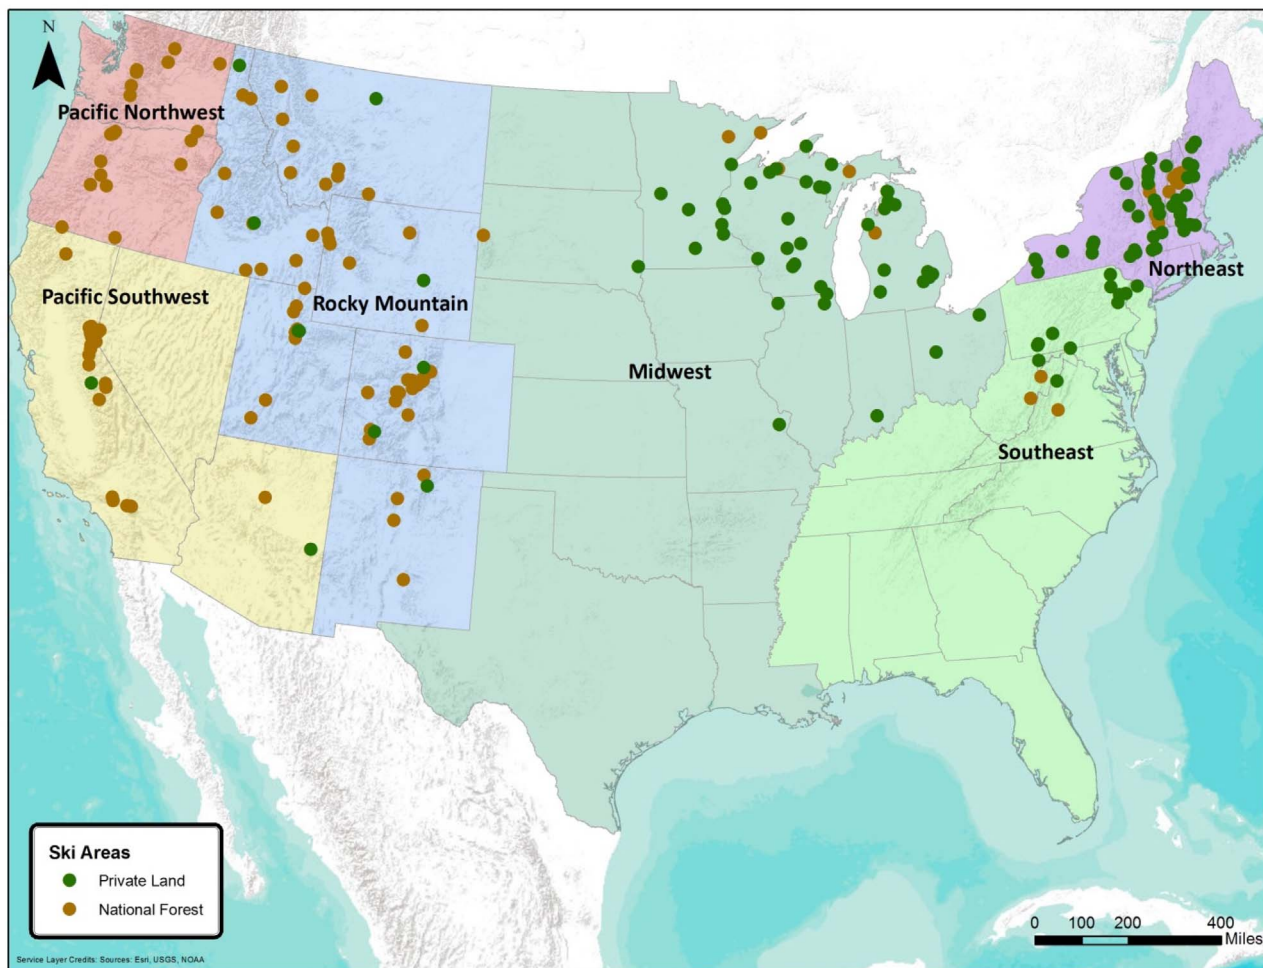 N
Pacific Northwest
Northeast
Pacific Southwest
Rocky Mountain
Midwest
Southeast
Ski Areas
Private Land
National Forest
0 100 200 400
Miles
Service Layer Credits: Sources: Esri, USGS, NOAA